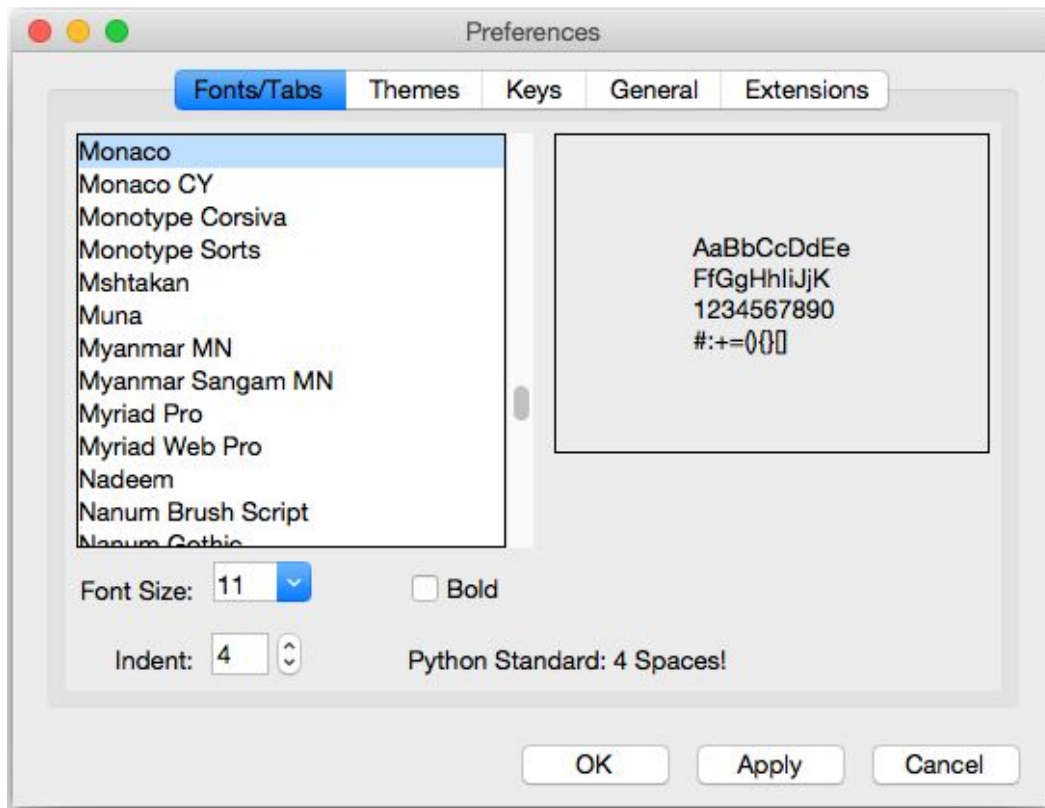 Preferences
Fonts/Tabs Themes Keys General Extensions
Monaco
Monaco CY
Monotype Corsiva
Monotype Sorts
Mshtakan
Muna
Myanmar MN
Myanmar Sangam MN
Myriad Pro
Myriad Web Pro
Nadeem
Nanum Brush Script
Nanum Gothic
AaBbCcDdEe
FfGgHhIiJjK
1234567890
#:+=(){}[]
Font Size: 11 Bold
Indent: 4 Python Standard: 4 Spaces!
OK Apply Cancel